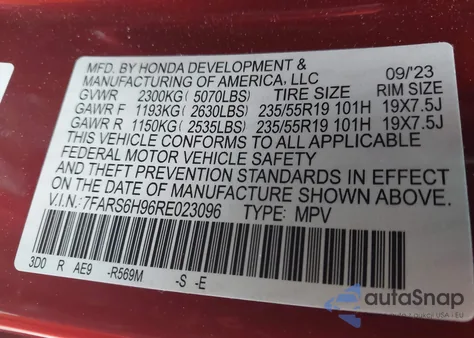 MFD. BY HONDA DEVELOPMENT & 09/'23
MANUFACTURING OF AMERICA, LLC
GVWR 2300KG (5070LBS) TIRE SIZE RIM SIZE
GAWR F 1193KG (2630LBS) 235/55R19 101H 19X7.5J
GAWR R 1150KG (2535LBS) 235/55R19 101H 19X7.5J
THIS VEHICLE CONFORMS TO ALL APPLICABLE
FEDERAL MOTOR VEHICLE SAFETY
AND THEFT PREVENTION STANDARDS IN EFFECT
ON THE DATE OF MANUFACTURE SHOWN ABOVE.
V.I.N.:7FARS6H96RE023096 TYPE: MPV
3D0 R AE9 -R569M -S -E
autoSnap